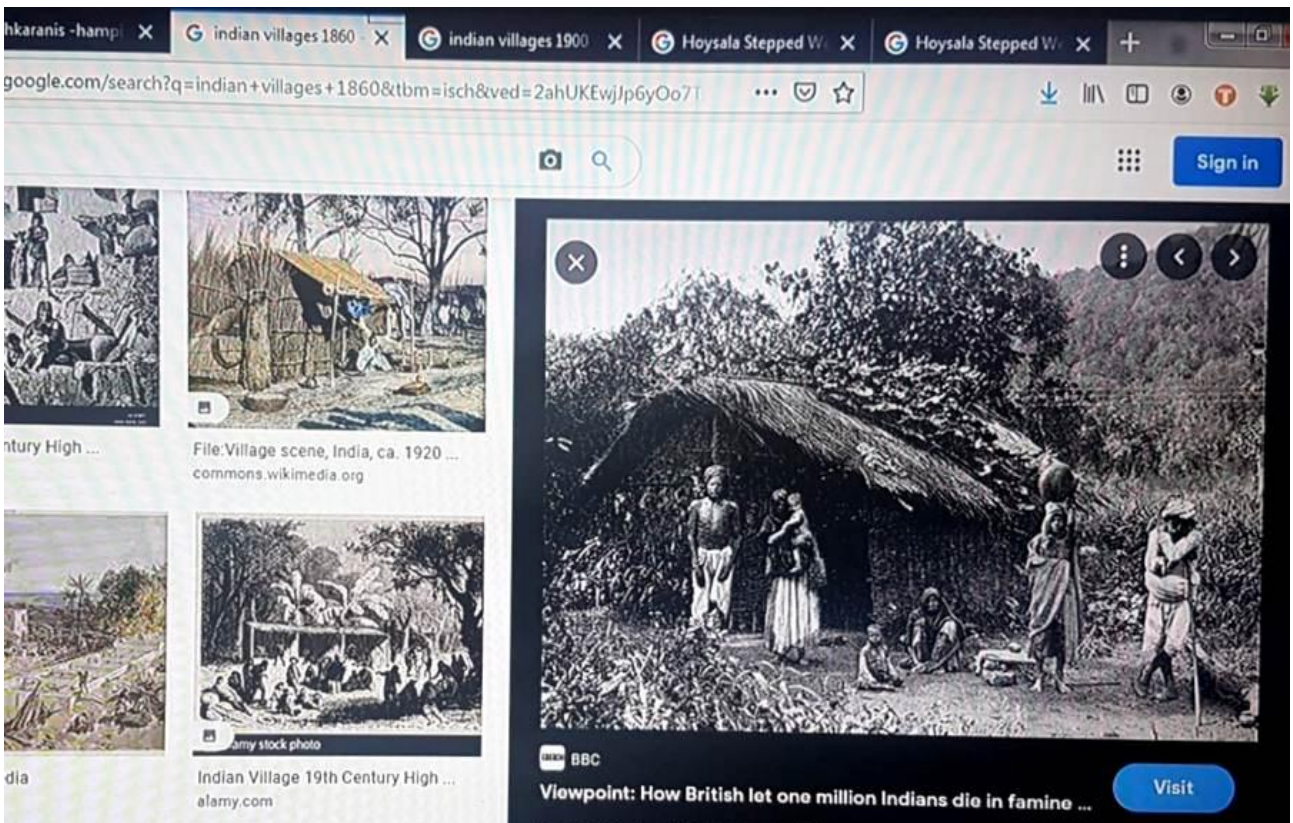 hkaranis -hampi
indian villages 1860 -
indian villages 1900
Hoysala Stepped W
Hoysala Stepped W
google.com/search?q=indian+villages+1860&tbm=isch&ved=2ahUKEwjJp6yOo7T
Sign in
ntury High ...
File:Village scene, India, ca. 1920 ...
commons.wikimedia.org
amy stock photo
dia
Indian Village 19th Century High ...
alamy.com
BBC
Viewpoint: How British let one million Indians die in famine ...
Visit